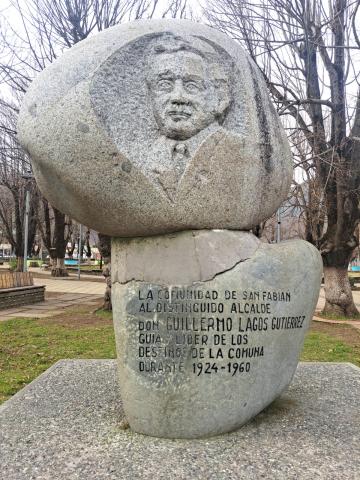 LA COMUNIDAD DE SAN FABIAN
AL DISTINGUIDO ALCALDE
DON GUILLERMO LAGOS GUTIERREZ
GUIA Y LIDER DE LOS
DESTINOS DE LA COMUNA
DURANTE 1924-1960